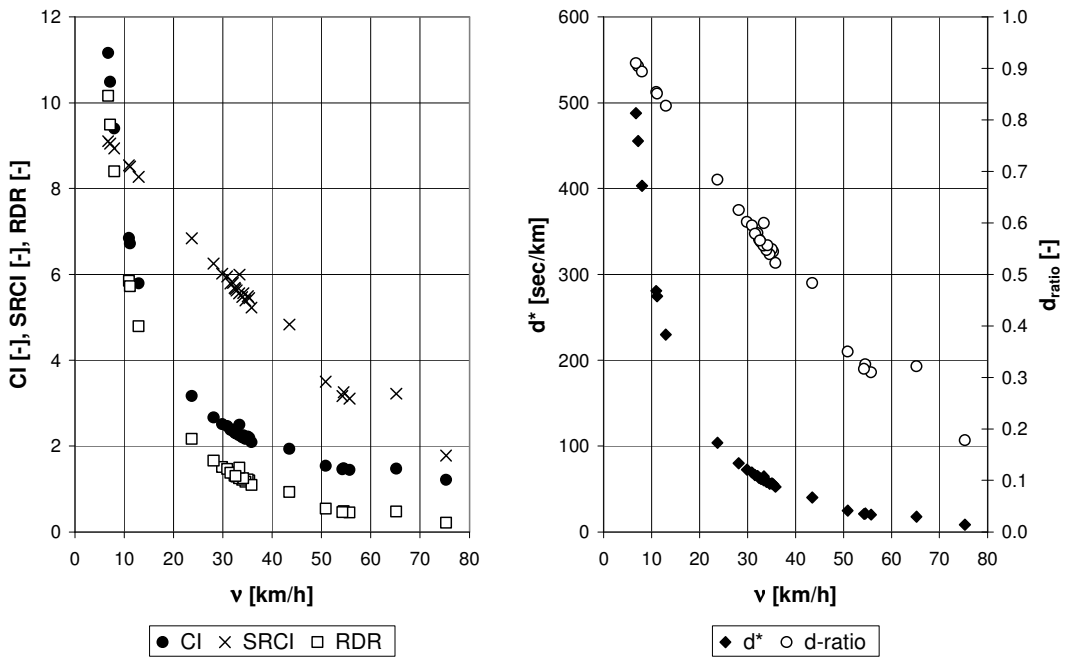 12
10
8
6
4
2
0
CI [-], SRCI [-], RDR [-]
0 10 20 30 40 50 60 70 80
ν [km/h]
CI SRCI RDR
600
500
400
300
200
100
0
d* [sec/km]
1.0
0.9
0.8
0.7
0.6
0.5
0.4
0.3
0.2
0.1
0.0
d_ratio [-]
0 10 20 30 40 50 60 70 80
ν [km/h]
d* d-ratio